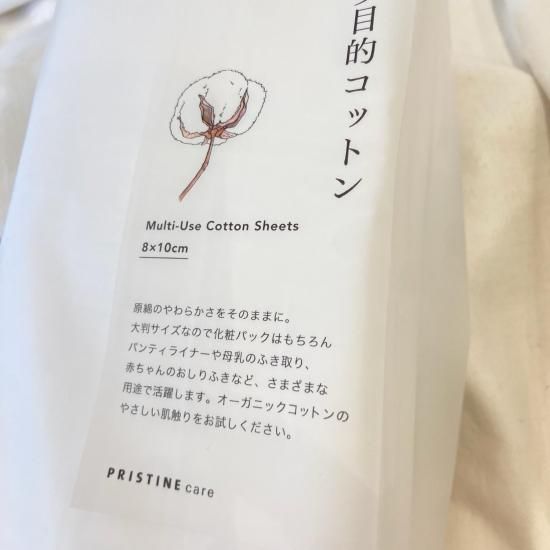 目的コットン
Multi-Use Cotton Sheets
8×10cm
原綿のやわらかさをそのままに。
大判サイズなので化粧パックはもちろん
パンティライナーや母乳のふき取り、
赤ちゃんのおしりふきなど、さまざまな
用途で活躍します。オーガニックコットンの
やさしい肌触りをお試しください。
PRISTINE care